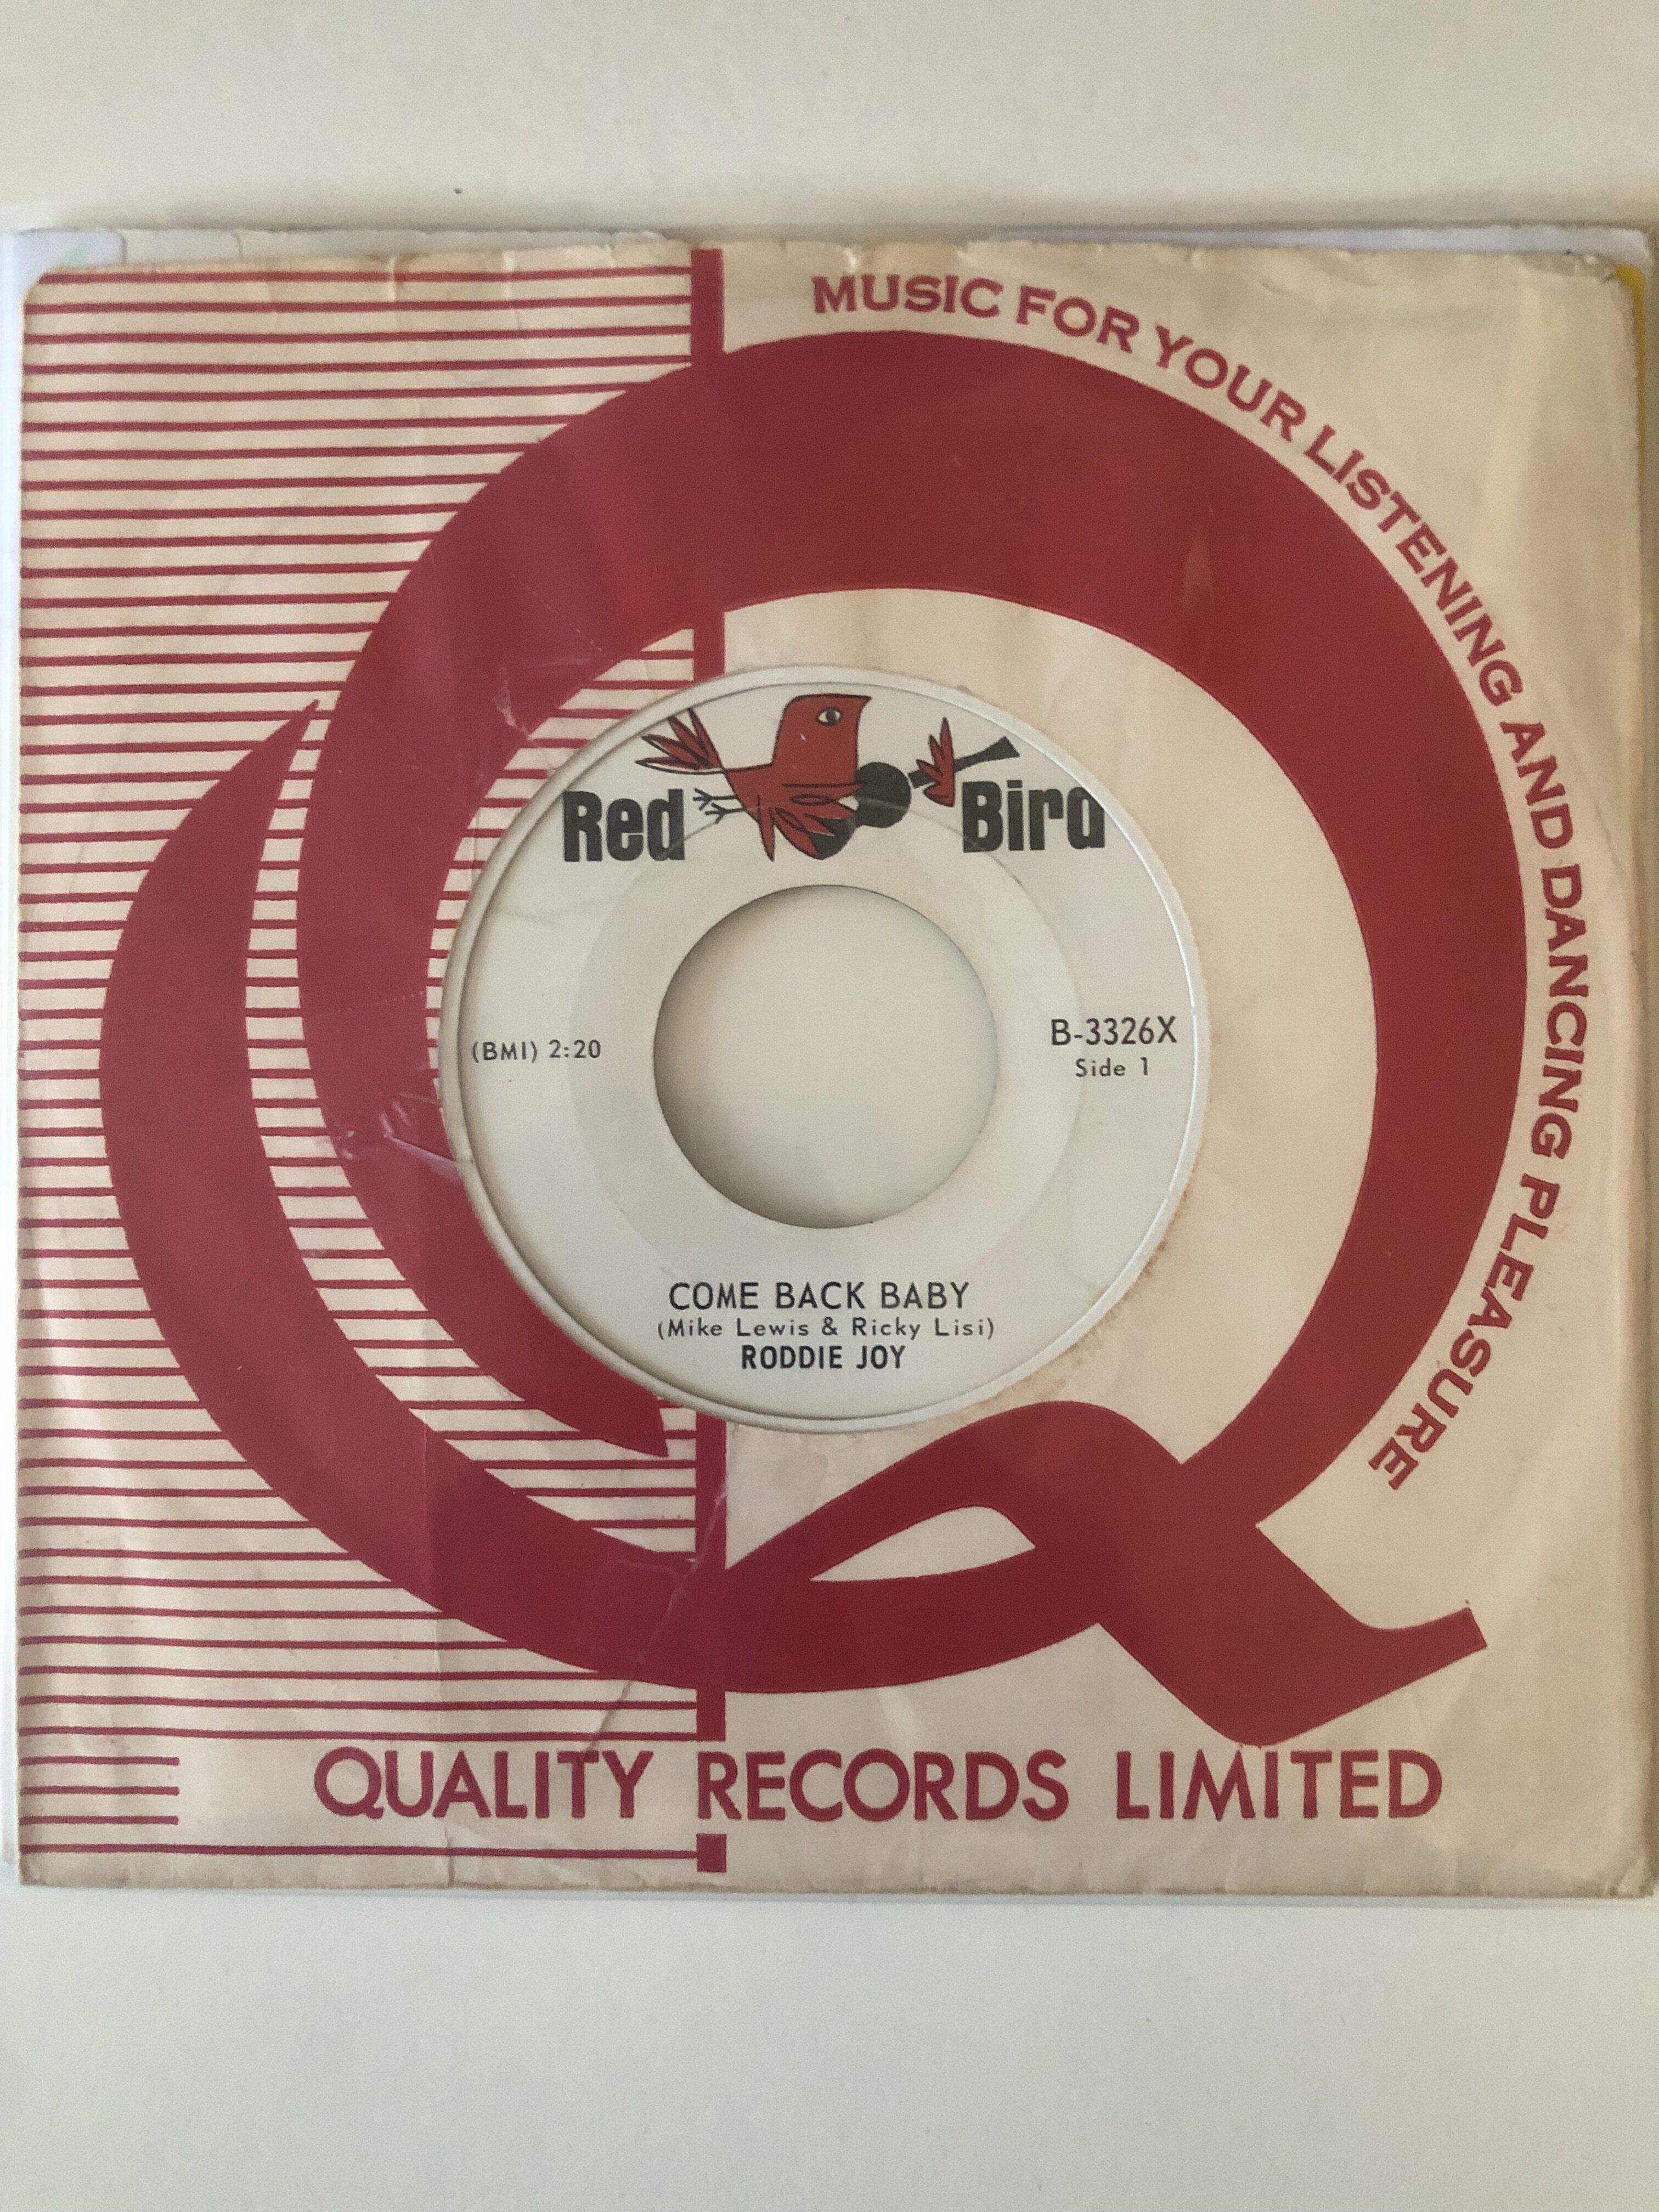 MUSIC FOR YOUR LISTENING AND DANCING PLEASURE
Red Bird
(BMI) 2:20
B-3326X
Side 1
COME BACK BABY
(Mike Lewis & Ricky Lisi)
RODDIE JOY
QUALITY RECORDS LIMITED